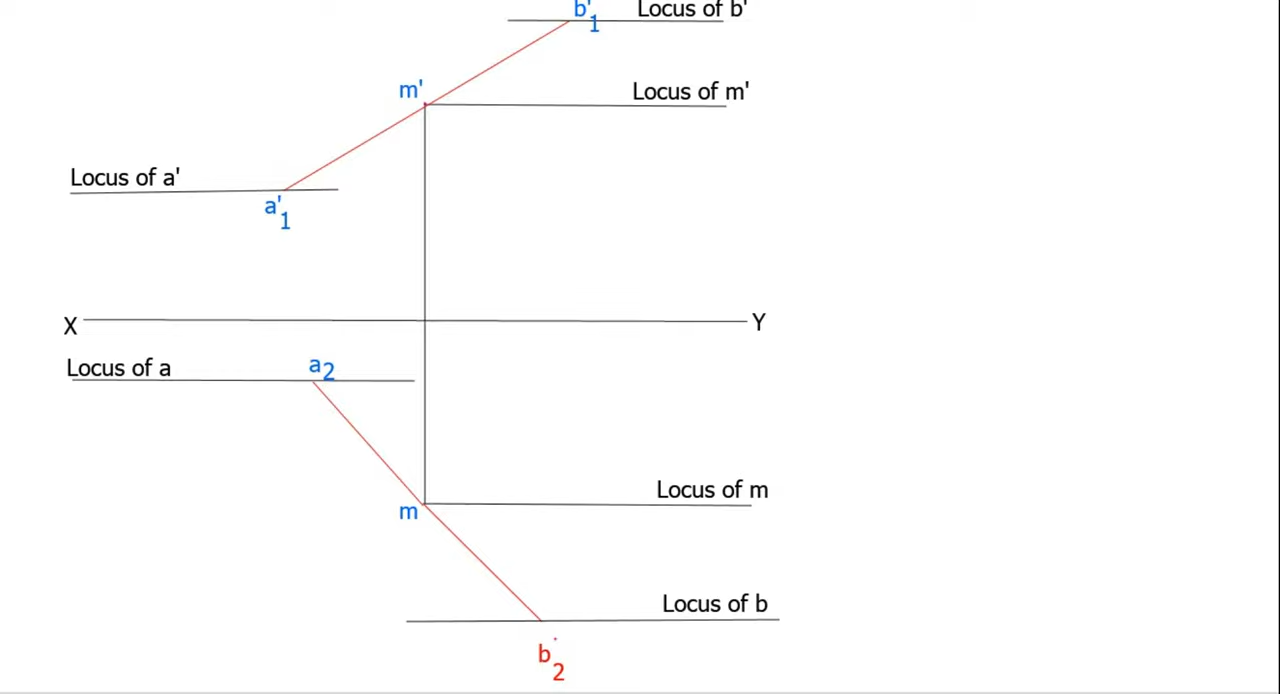 b'1 Locus of b'
m' Locus of m'
Locus of a'
a'1
X Y
Locus of a a2
m Locus of m
Locus of b
b2